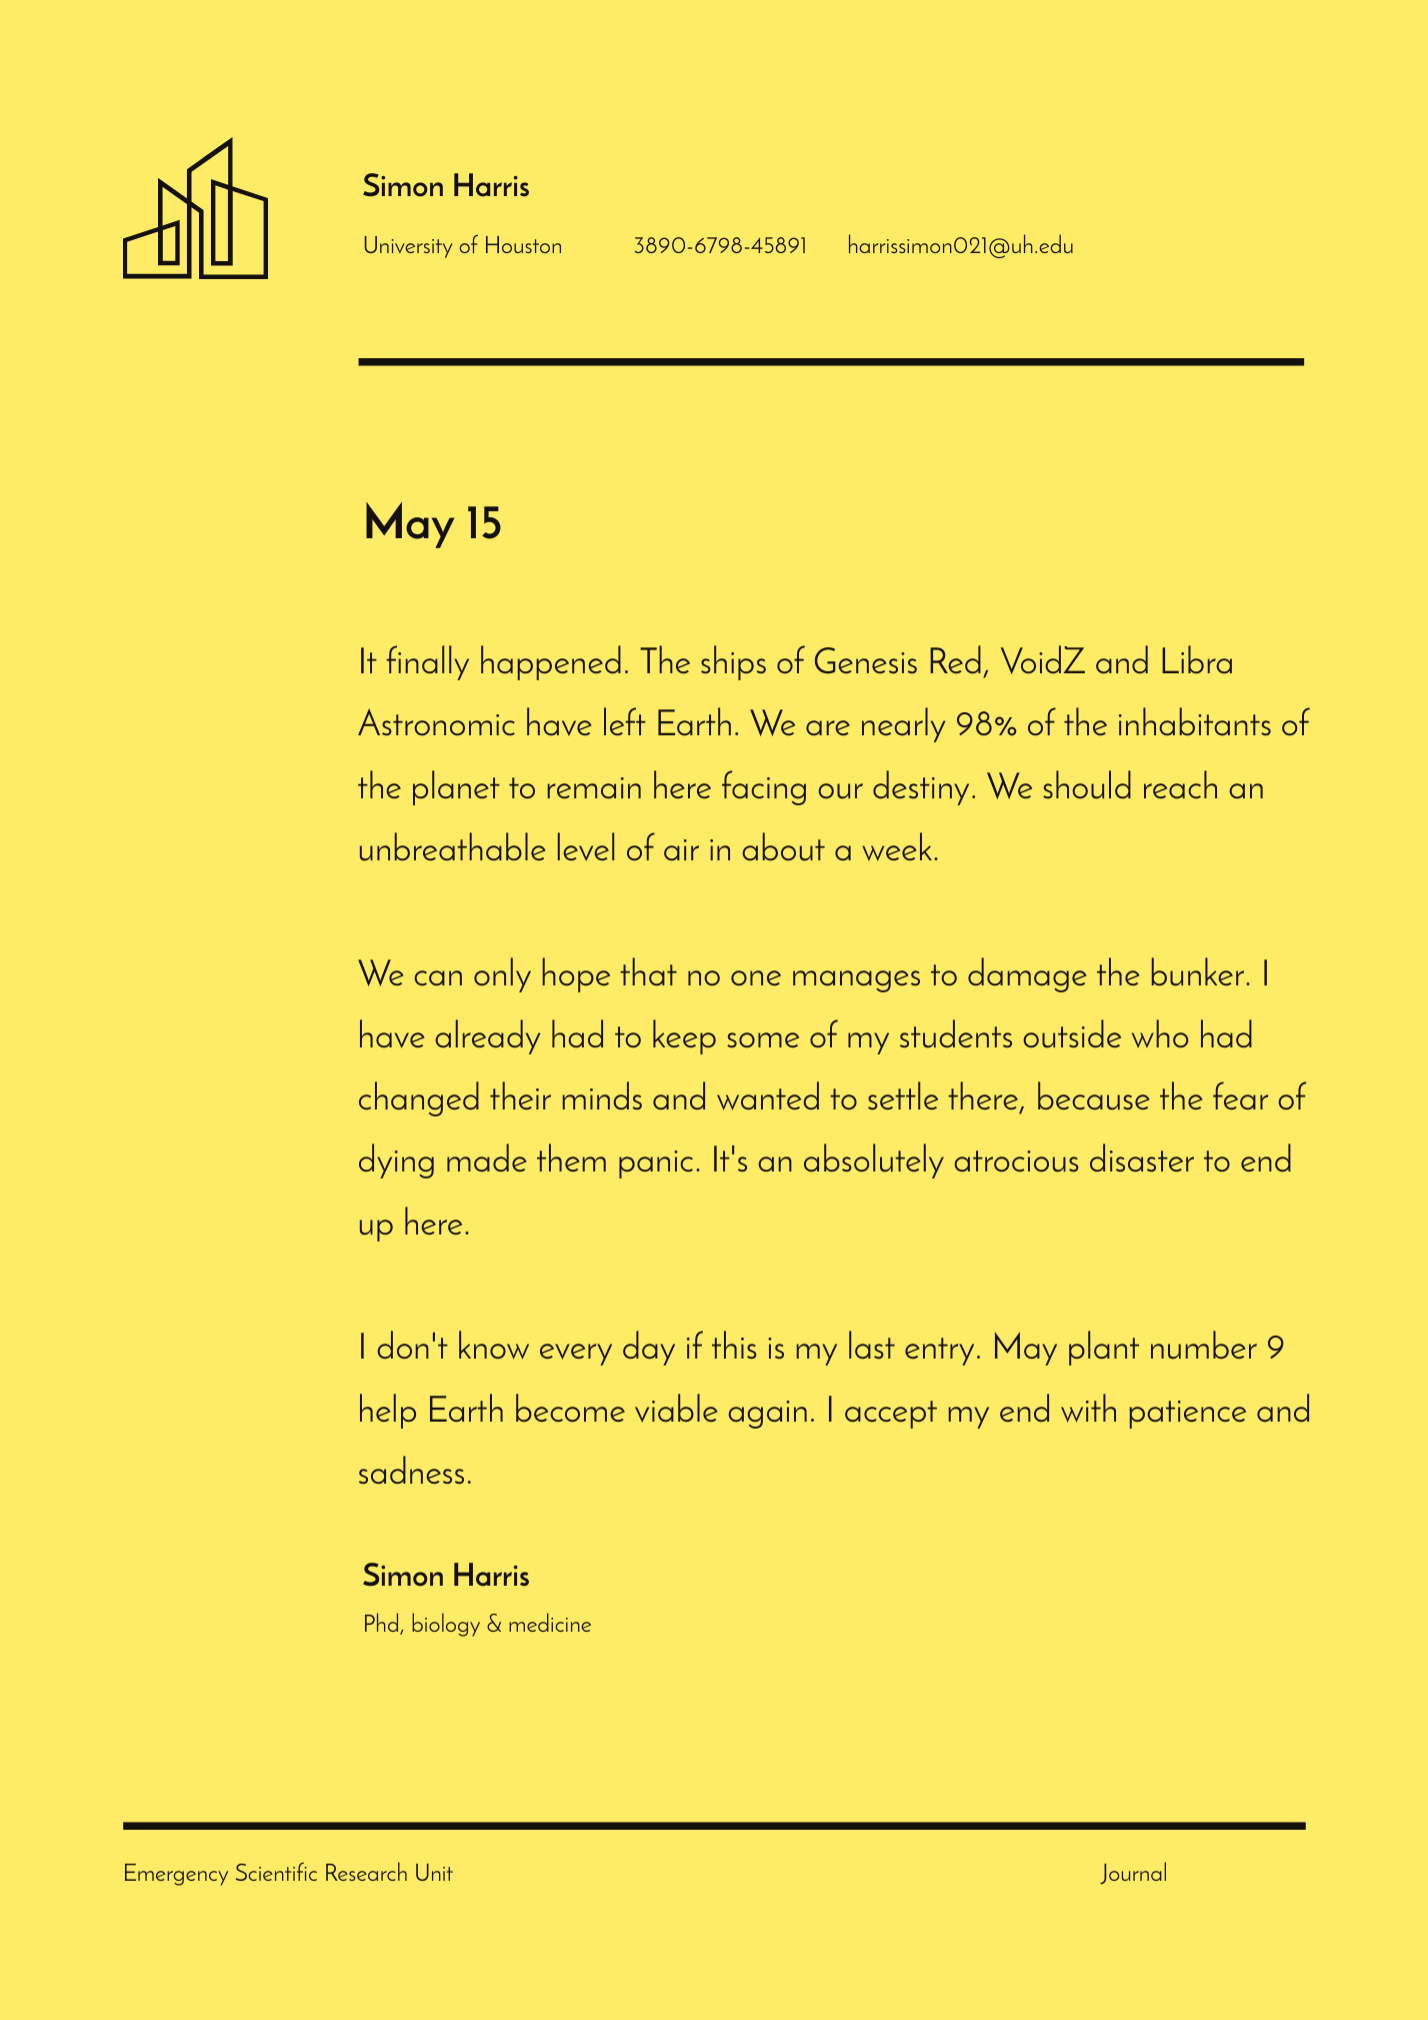 Simon Harris
University of Houston 3890-6798-45891 harrissimon021@uh.edu
May 15
It finally happened. The ships of Genesis Red, VoidZ and Libra
Astronomic have left Earth. We are nearly 98% of the inhabitants of
the planet to remain here facing our destiny. We should reach an
unbreathable level of air in about a week.
We can only hope that no one manages to damage the bunker. I
have already had to keep some of my students outside who had
changed their minds and wanted to settle there, because the fear of
dying made them panic. It's an absolutely atrocious disaster to end
up here.
I don't know every day if this is my last entry. May plant number 9
help Earth become viable again. I accept my end with patience and
sadness.
Simon Harris
Phd, biology & medicine
Emergency Scientific Research Unit Journal